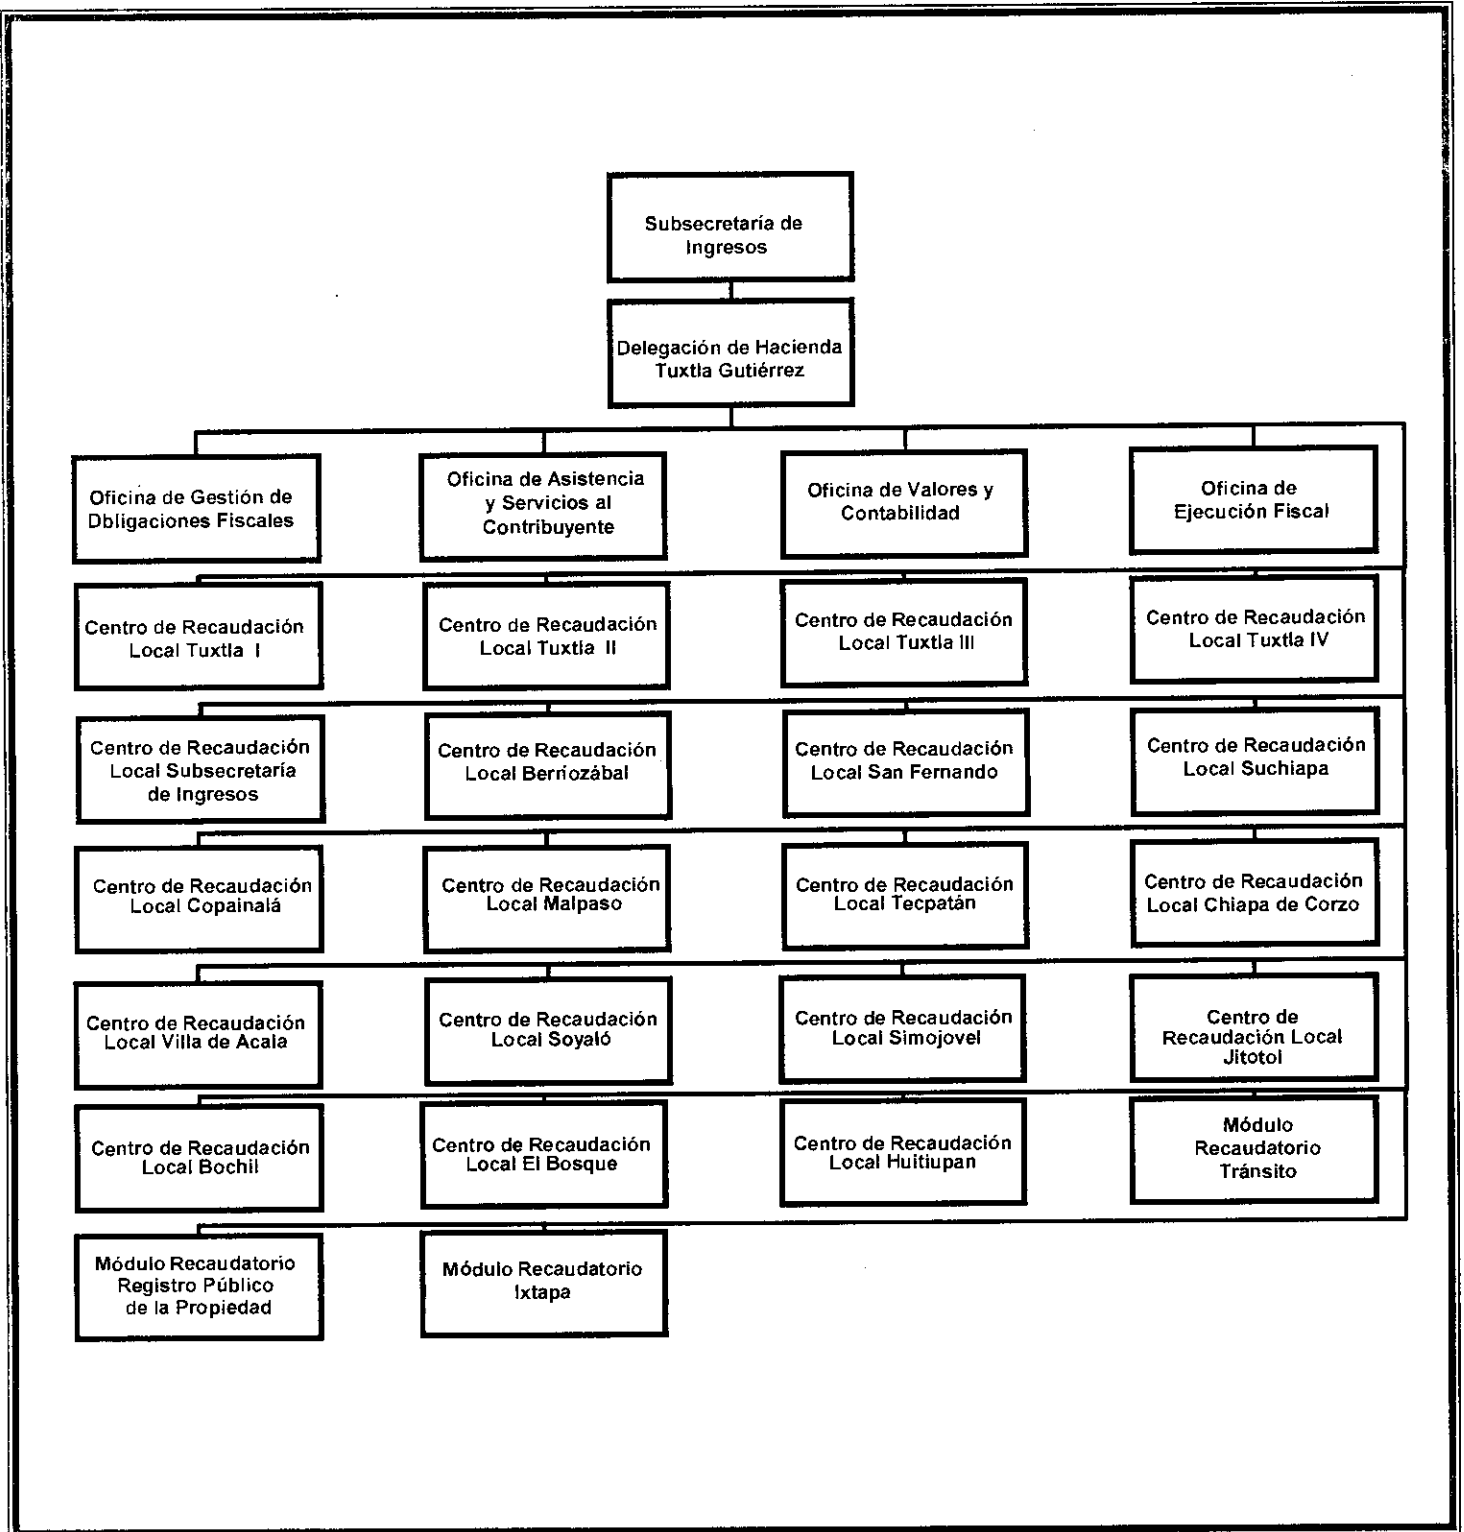 Subsecretaría de
Ingresos
Delegación de Hacienda
Tuxtla Gutiérrez
Oficina de Gestión de
Dbligaciones Fiscales
Oficina de Asistencia
y Servicios al
Contribuyente
Oficina de Valores y
Contabilidad
Oficina de
Ejecución Fiscal
Centro de Recaudación
Local Tuxtla I
Centro de Recaudación
Local Tuxtla II
Centro de Recaudación
Local Tuxtla III
Centro de Recaudación
Local Tuxtla IV
Centro de Recaudación
Local Subsecretaría
de Ingresos
Centro de Recaudación
Local Berriozábal
Centro de Recaudación
Local San Fernando
Centro de Recaudación
Local Suchiapa
Centro de Recaudación
Local Copainalá
Centro de Recaudación
Local Malpaso
Centro de Recaudación
Local Tecpatán
Centro de Recaudación
Local Chiapa de Corzo
Centro de Recaudación
Local Villa de Acala
Centro de Recaudación
Local Soyaló
Centro de Recaudación
Local Simojovel
Centro de
Recaudación Local
Jitotol
Centro de Recaudación
Local Bochil
Centro de Recaudación
Local El Bosque
Centro de Recaudación
Local Huitiupan
Módulo
Recaudatorio
Tránsito
Módulo Recaudatorio
Registro Público
de la Propiedad
Módulo Recaudatorio
Ixtapa